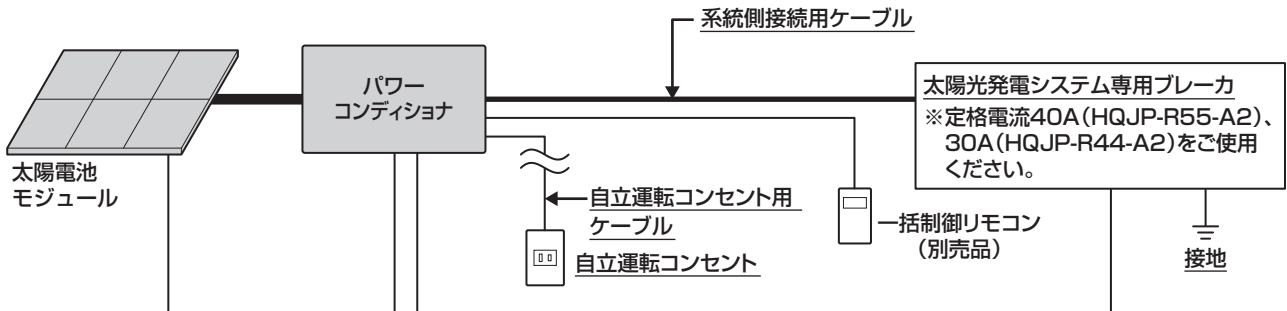 系統側接続用ケーブル
パワー
コンディショナ
太陽光発電システム専用ブレーカ
※定格電流40A(HQJP-R55-A2)、
30A(HQJP-R44-A2)をご使用
ください。
太陽電池
モジュール
自立運転コンセント用
ケーブル
自立運転コンセント
一括制御リモコン
(別売品)
接地